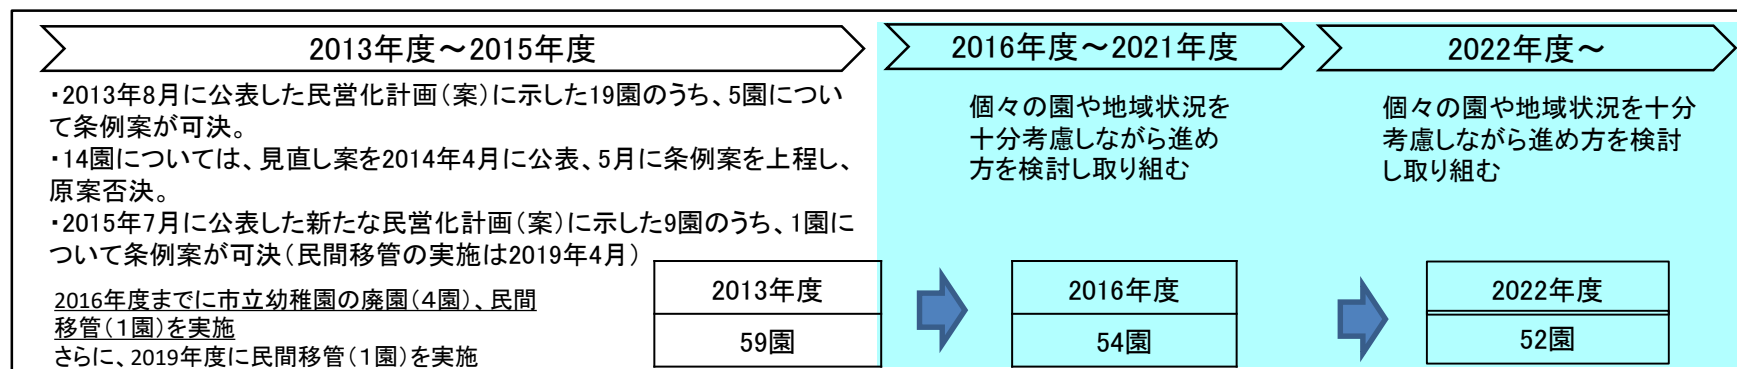 2013年度～2015年度
・2013年8月に公表した民営化計画（案）に示した19園のうち、5園につい
て条例案が可決。
・14園については、見直し案を2014年4月に公表、5月に条例案を上程し、
原案否決。
・2015年7月に公表した新たな民営化計画（案）に示した9園のうち、1園に
ついて条例案が可決（民間移管の実施は2019年4月）
2016年度までに市立幼稚園の廃園（４園）、民間
移管（１園）を実施
さらに、2019年度に民間移管（１園）を実施
2013年度
59園
2016年度～2021年度
個々の園や地域状況を
十分考慮しながら進め
方を検討し取り組む
2016年度
54園
2022年度～
個々の園や地域状況を十分
考慮しながら進め方を検討
し取り組む
2022年度
52園